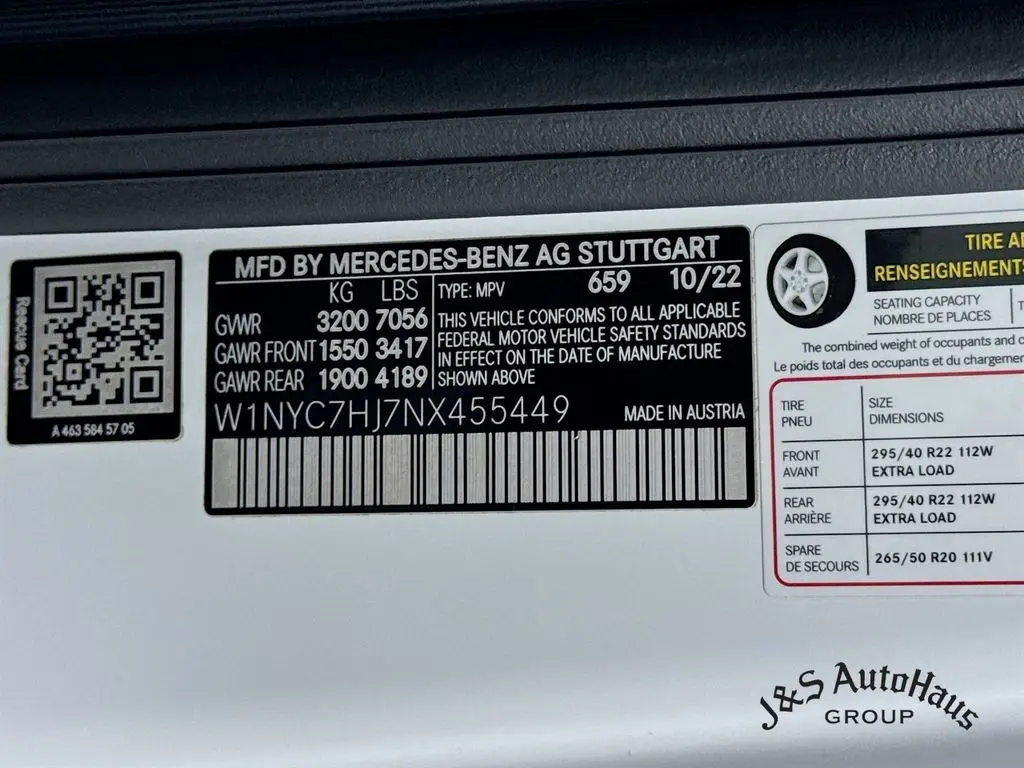 Rescue Card
A 463 584 57 05
MFD BY MERCEDES-BENZ AG STUTTGART
KG LBS
GVWR 3200 7056
GAWR FRONT 1550 3417
GAWR REAR 1900 4189
TYPE: MPV 659 10/22
THIS VEHICLE CONFORMS TO ALL APPLICABLE
FEDERAL MOTOR VEHICLE SAFETY STANDARDS
IN EFFECT ON THE DATE OF MANUFACTURE
SHOWN ABOVE
W1NYC7HJ7NX455449 MADE IN AUSTRIA
TIRE
RENSEIGNEMENTS
SEATING CAPACITY
NOMBRE DE PLACES
The combined weight of occupants and
Le poids total des occupants et du
TIRE SIZE
PNEU DIMENSIONS
FRONT 295/40 R22 112W
AVANT EXTRA LOAD
REAR 295/40 R22 112W
ARRIÈRE EXTRA LOAD
SPARE 265/50 R20 111V
DE SECOURS
J&S AutoHaus
GROUP